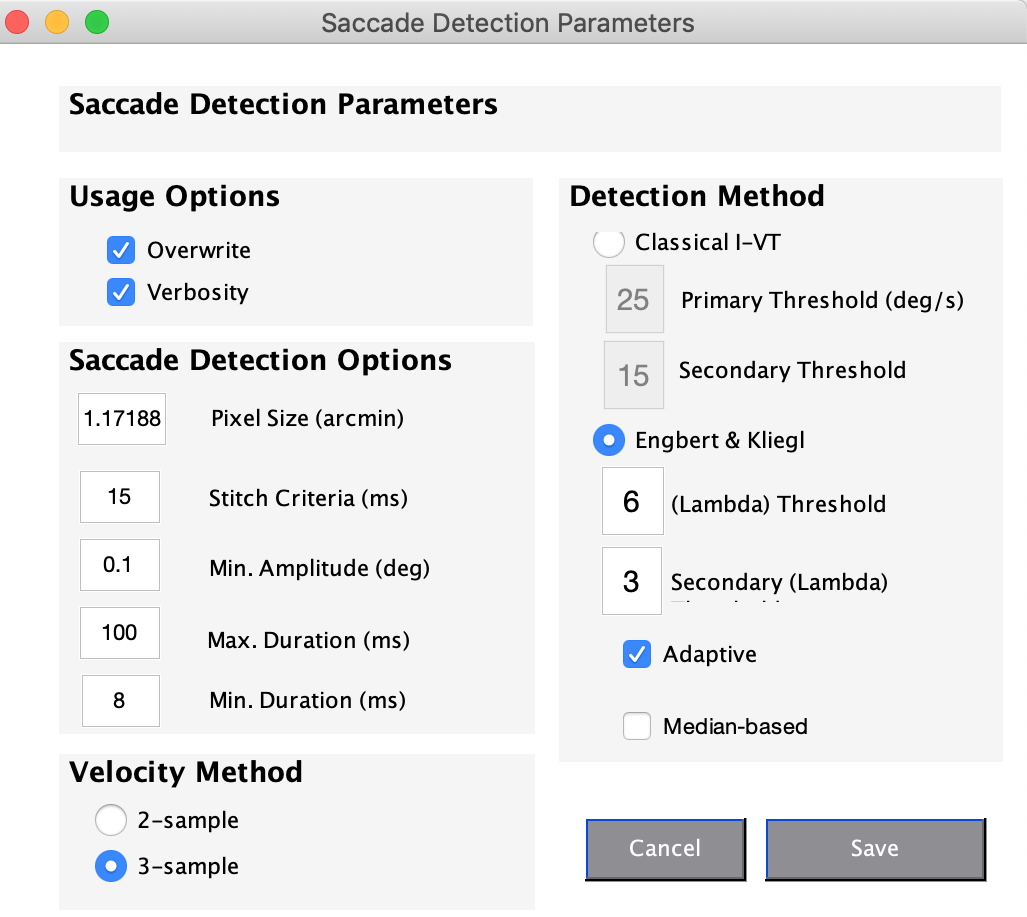 Saccade Detection Parameters
Saccade Detection Parameters
Usage Options
Overwrite
Verbosity
Saccade Detection Options
1.17188 Pixel Size (arcmin)
15 Stitch Criteria (ms)
0.1 Min. Amplitude (deg)
100 Max. Duration (ms)
8 Min. Duration (ms)
Velocity Method
2-sample
3-sample
Detection Method
Classical I-VT
25 Primary Threshold (deg/s)
15 Secondary Threshold
Engbert & Kliegl
6 (Lambda) Threshold
3 Secondary (Lambda)
Adaptive
Median-based
Cancel Save